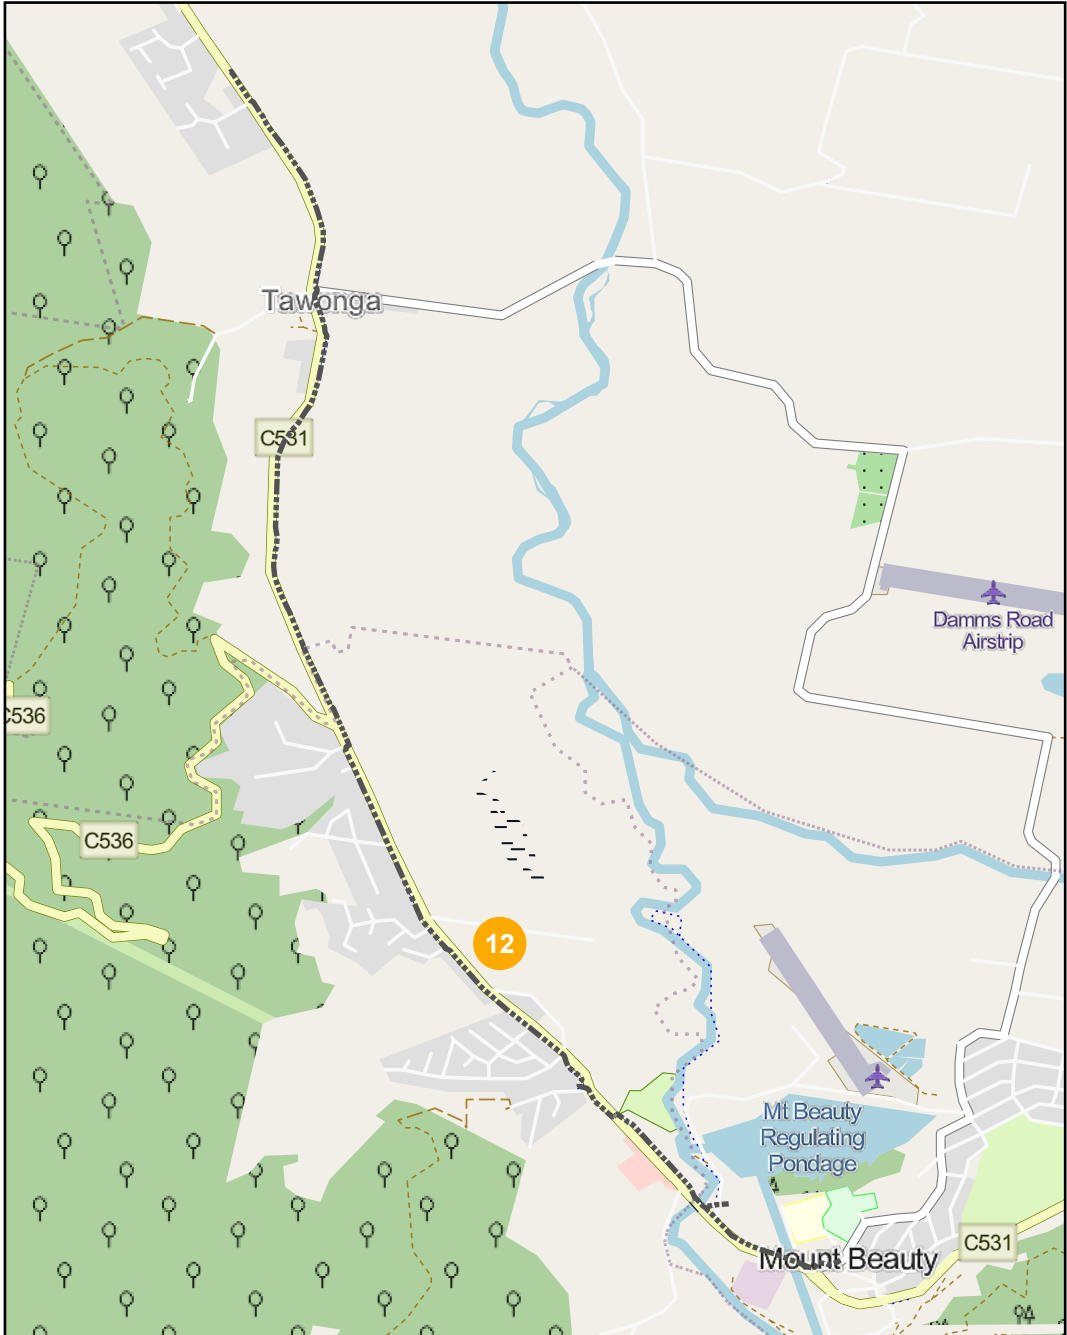 Tawonga
C531
Damms Road
Airstrip
C536
C536
12
Mt Beauty
Regulating
Pondage
C531
Mount Beauty